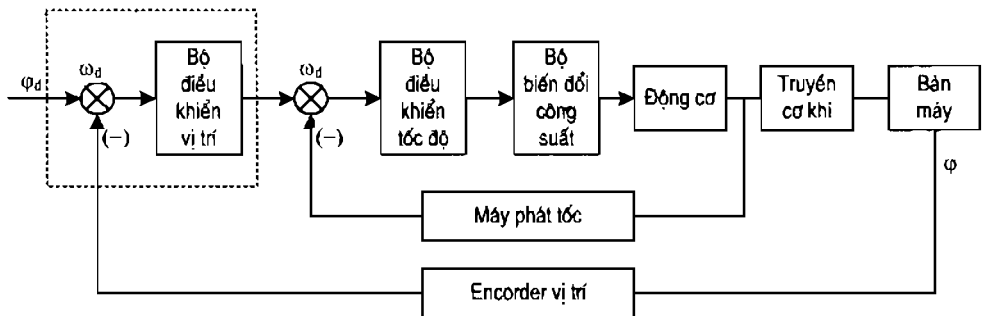 φd
ωd
(−)
Bộ
điều
khiển
vị trí
ωd
(−)
Bộ
điều
khiển
tốc độ
Bộ
biến đổi
công
suất
Động cơ
Truyền
cơ khí
Bàn
máy
φ
Máy phát tốc
Encorder vị trí